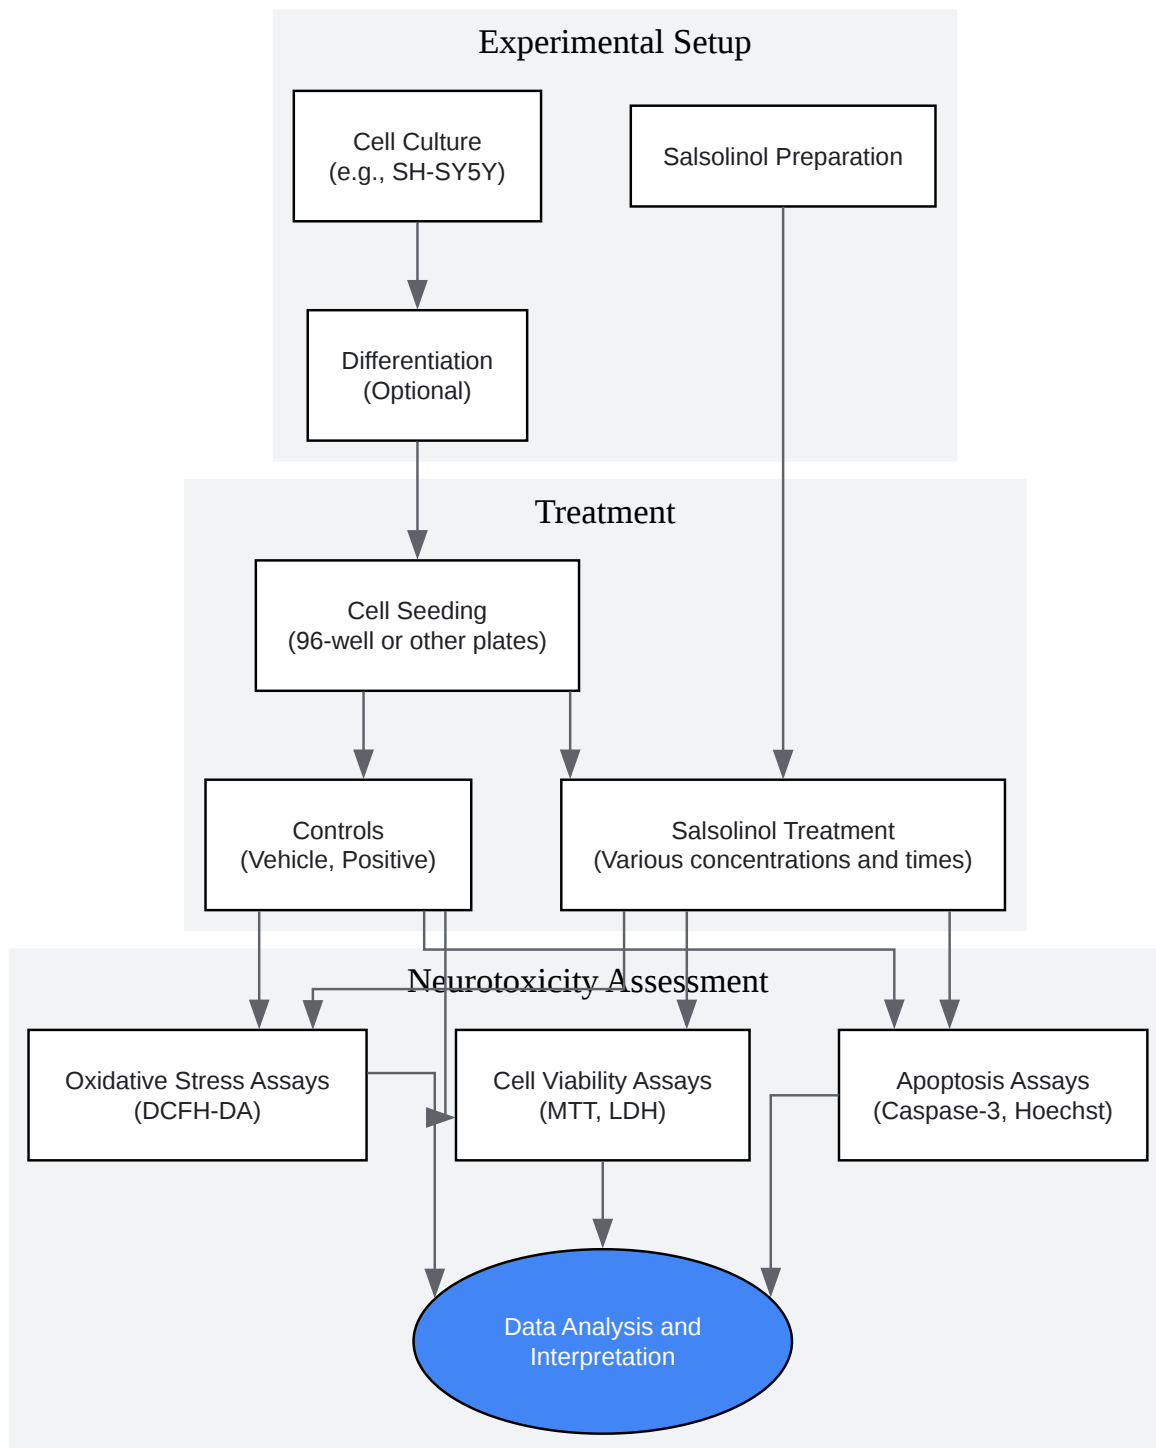 Experimental Setup
Cell Culture
(e.g., SH-SY5Y)
Salsolinol Preparation
Differentiation
(Optional)
Treatment
Cell Seeding
(96-well or other plates)
Controls
(Vehicle, Positive)
Salsolinol Treatment
(Various concentrations and times)
Neurotoxicity Assessment
Oxidative Stress Assays
(DCFH-DA)
Cell Viability Assays
(MTT, LDH)
Apoptosis Assays
(Caspase-3, Hoechst)
Data Analysis and
Interpretation